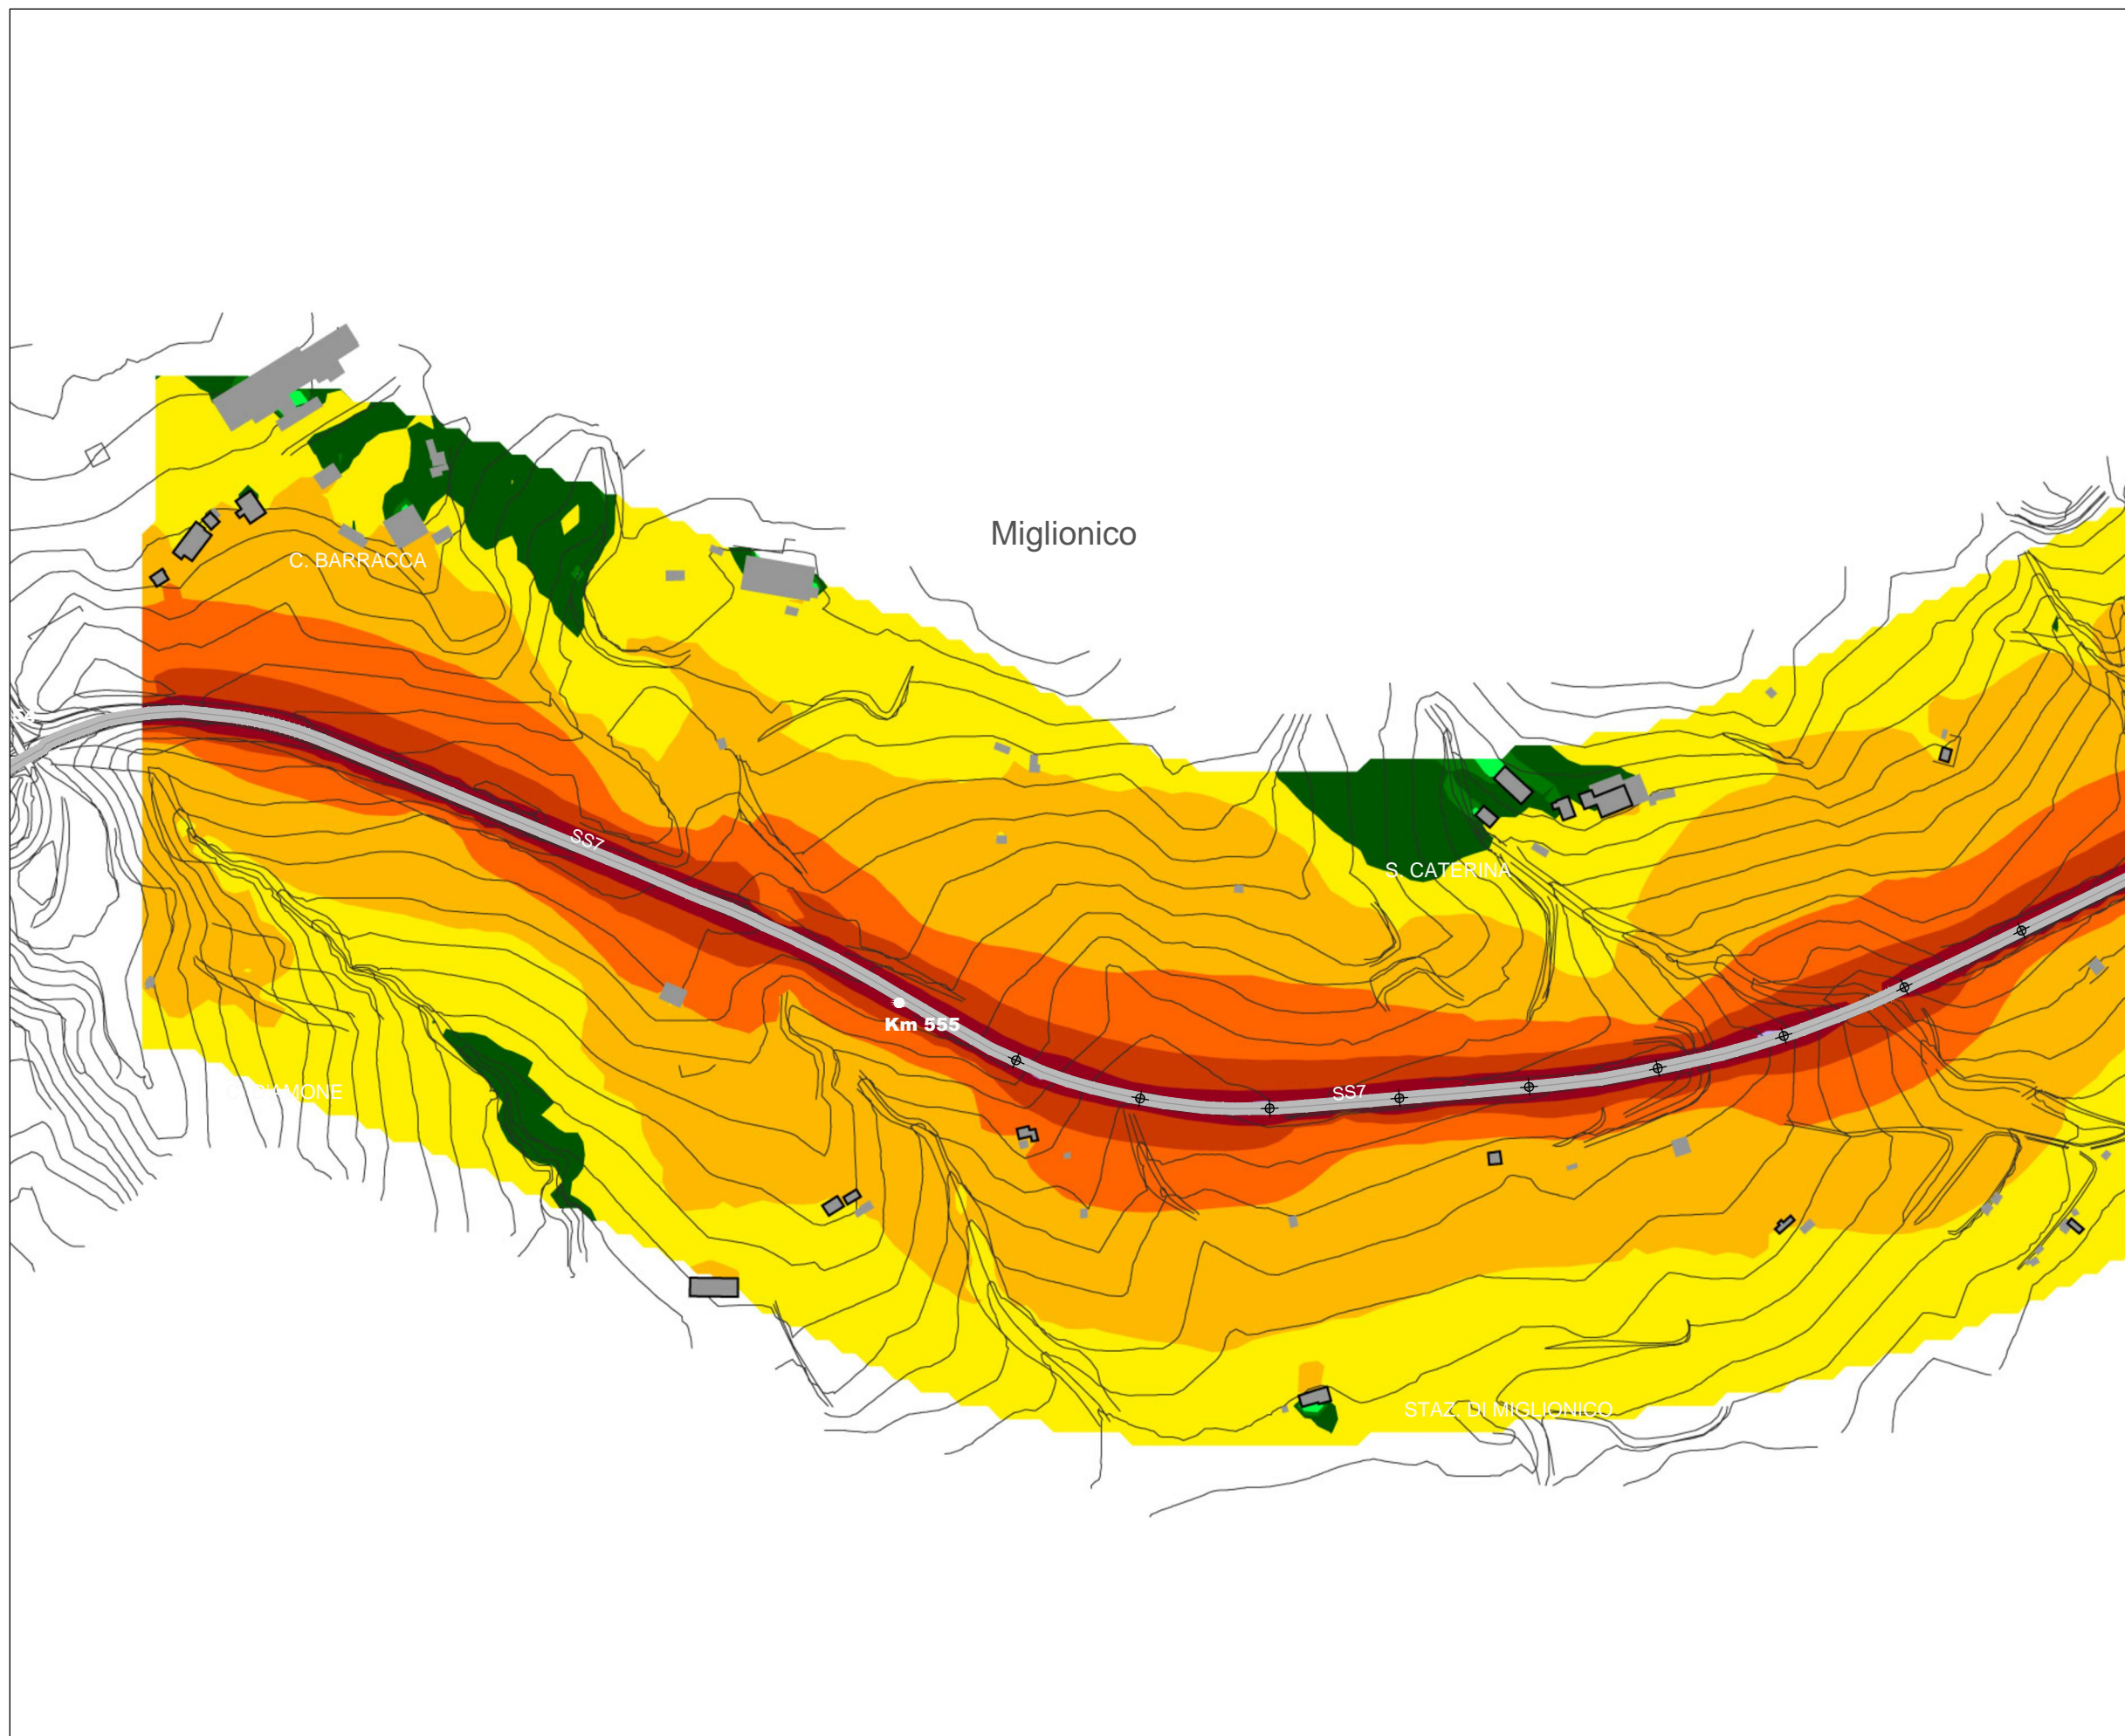 Miglionico
C. BARRACCA
SS7
S. CATERINA
Km 555
SS7
STAZ. DI MIGLIONICO